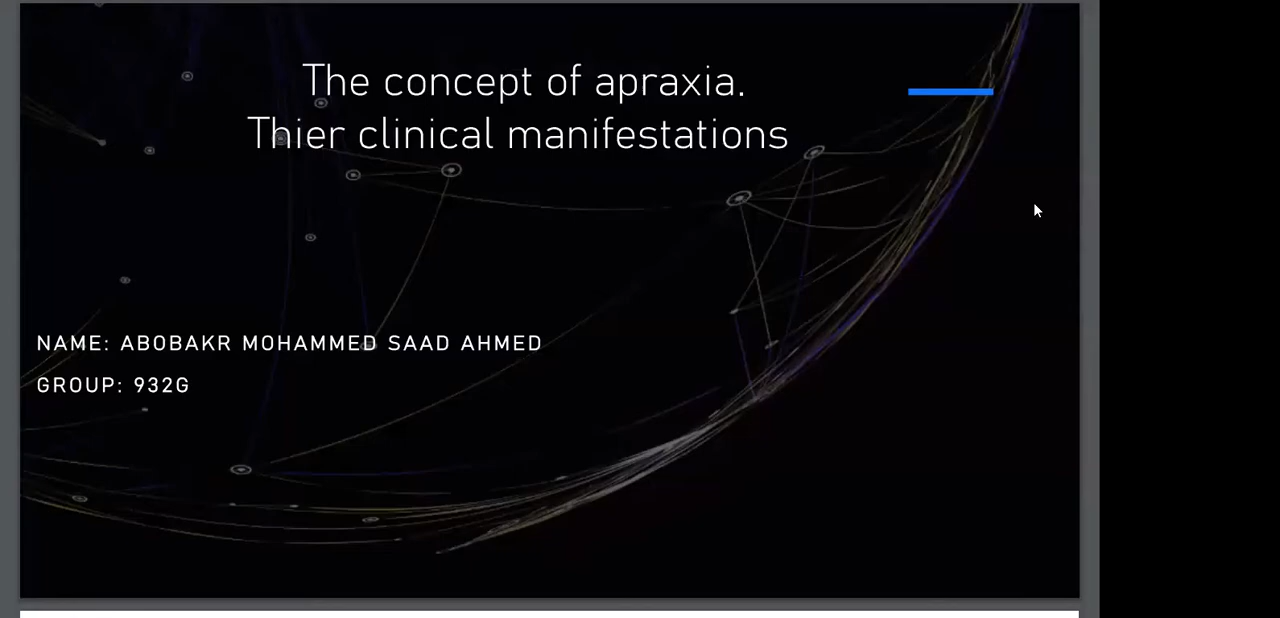 The concept of apraxia.
Thier clinical manifestations
NAME: ABOBAKR MOHAMMED SAAD AHMED
GROUP: 932G